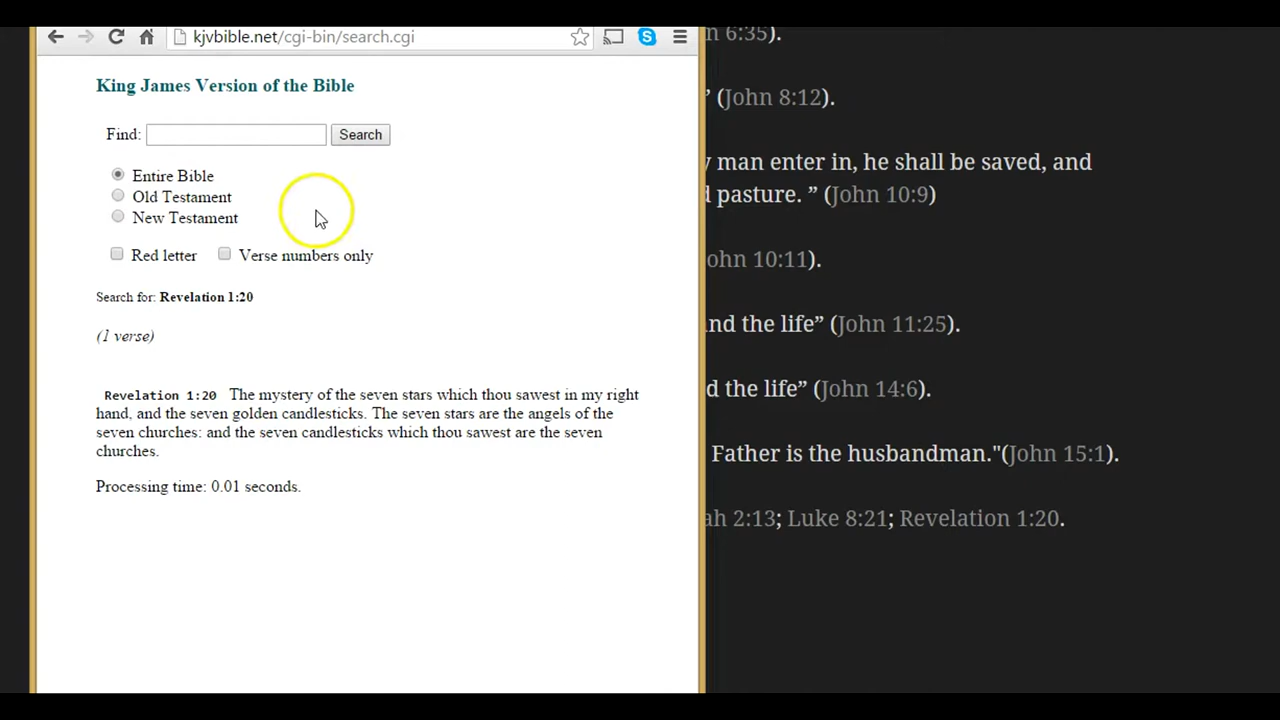 kjvbible.net/cgi-bin/search.cgi
King James Version of the Bible
Find: Search
Entire Bible
Old Testament
New Testament
Red letter Verse numbers only
Search for: Revelation 1:20
(1 verse)
Revelation 1:20 The mystery of the seven stars which thou sawest in my right
hand, and the seven golden candlesticks. The seven stars are the angels of the
seven churches: and the seven candlesticks which thou sawest are the seven
churches.
Processing time: 0.01 seconds.
6:35).
” (John 8:12).
man enter in, he shall be saved, and
pasture. ” (John 10:9)
10:11).
the life” (John 11:25).
the life” (John 14:6).
Father is the husbandman."(John 15:1).
2:13; Luke 8:21; Revelation 1:20.